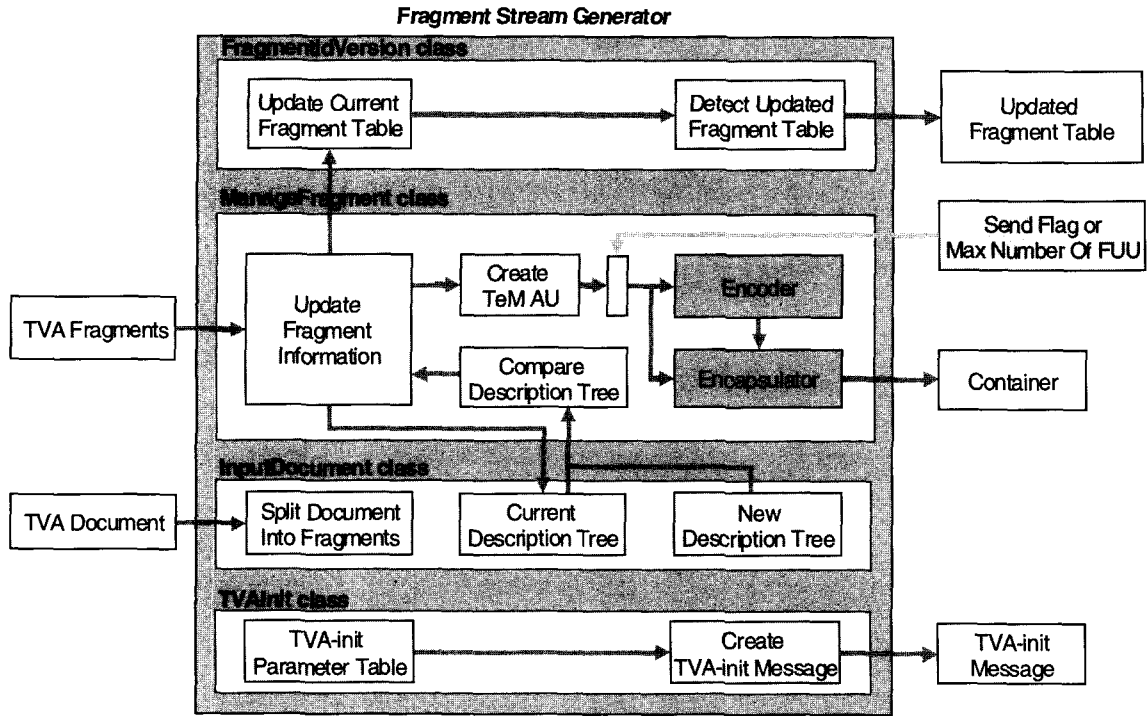 Fragment Stream Generator
FragmentIdVersion class
Update Current
Fragment Table
Detect Updated
Fragment Table
Updated
Fragment Table
ManageFragment class
Send Flag or
Max Number Of FUU
Create
TeM AU
Encoder
TVA Fragments
Update
Fragment
Information
Compare
Description Tree
Encapsulator
Container
InputDocument class
TVA Document
Split Document
Into Fragments
Current
Description Tree
New
Description Tree
TVAInit class
TVA-init
Parameter Table
Create
TVA-init Message
TVA-init
Message